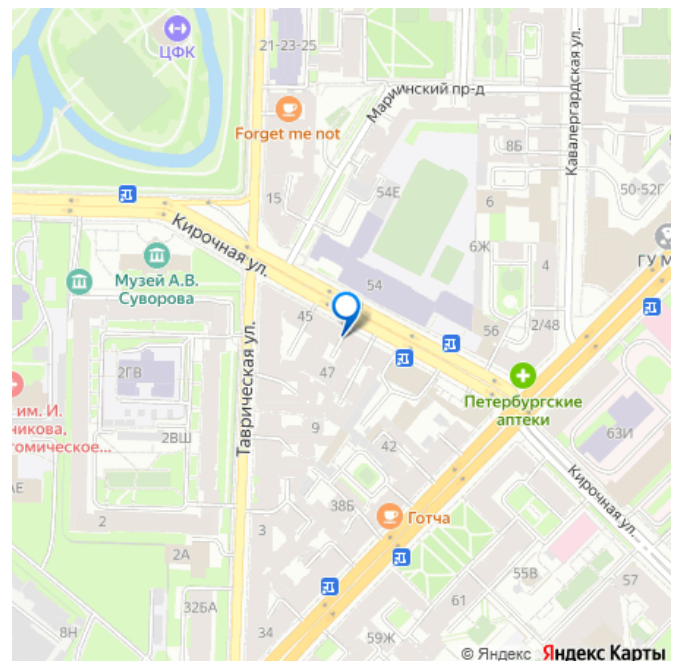 ЦФК
21-23-25
Мариинский пр-д
Кавалергардская ул.
Forget me not
8Б
54Е
50-52Г
15
6
Кирочная ул.
6Ж
ГУ М
Музей А.В.
Суворова
54
4
45
56
2/48
Таврическая ул.
2ГВ
47
Петербургские
аптеки
им. И.
никова,
томическое...
9
63И
2ВШ
42
АЕ
Кирочная ул.
38Б
Готча
2
3
2А
55В
57
32БА
61
8Н
34
59Ж
© Яндекс Яндекс Карты